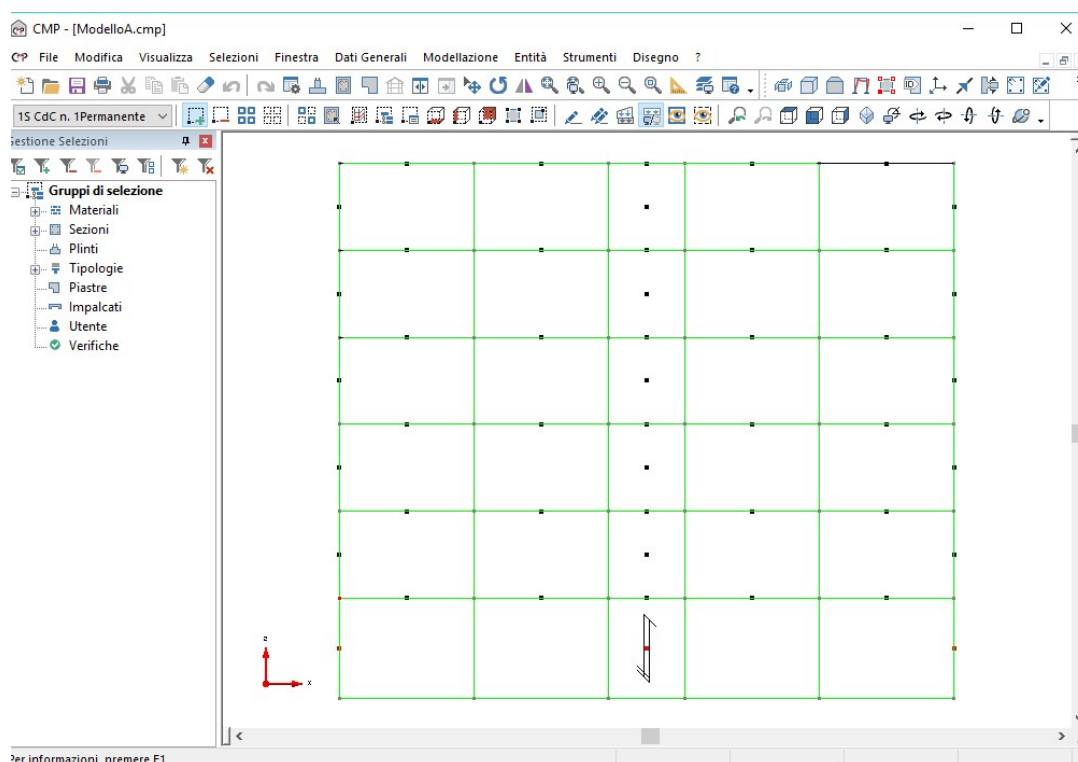 CMP - [ModelloA.cmp]
File Modifica Visualizza Selezioni Finestra Dati Generali Modellazione Entità Strumenti Disegno ?
1S CdC n. 1Permanente
estione Selezioni
Gruppi di selezione
Materiali
Sezioni
Plinti
Tipologie
Piastre
Impalcati
Utente
Verifiche
z
x
Per informazioni, premere F1